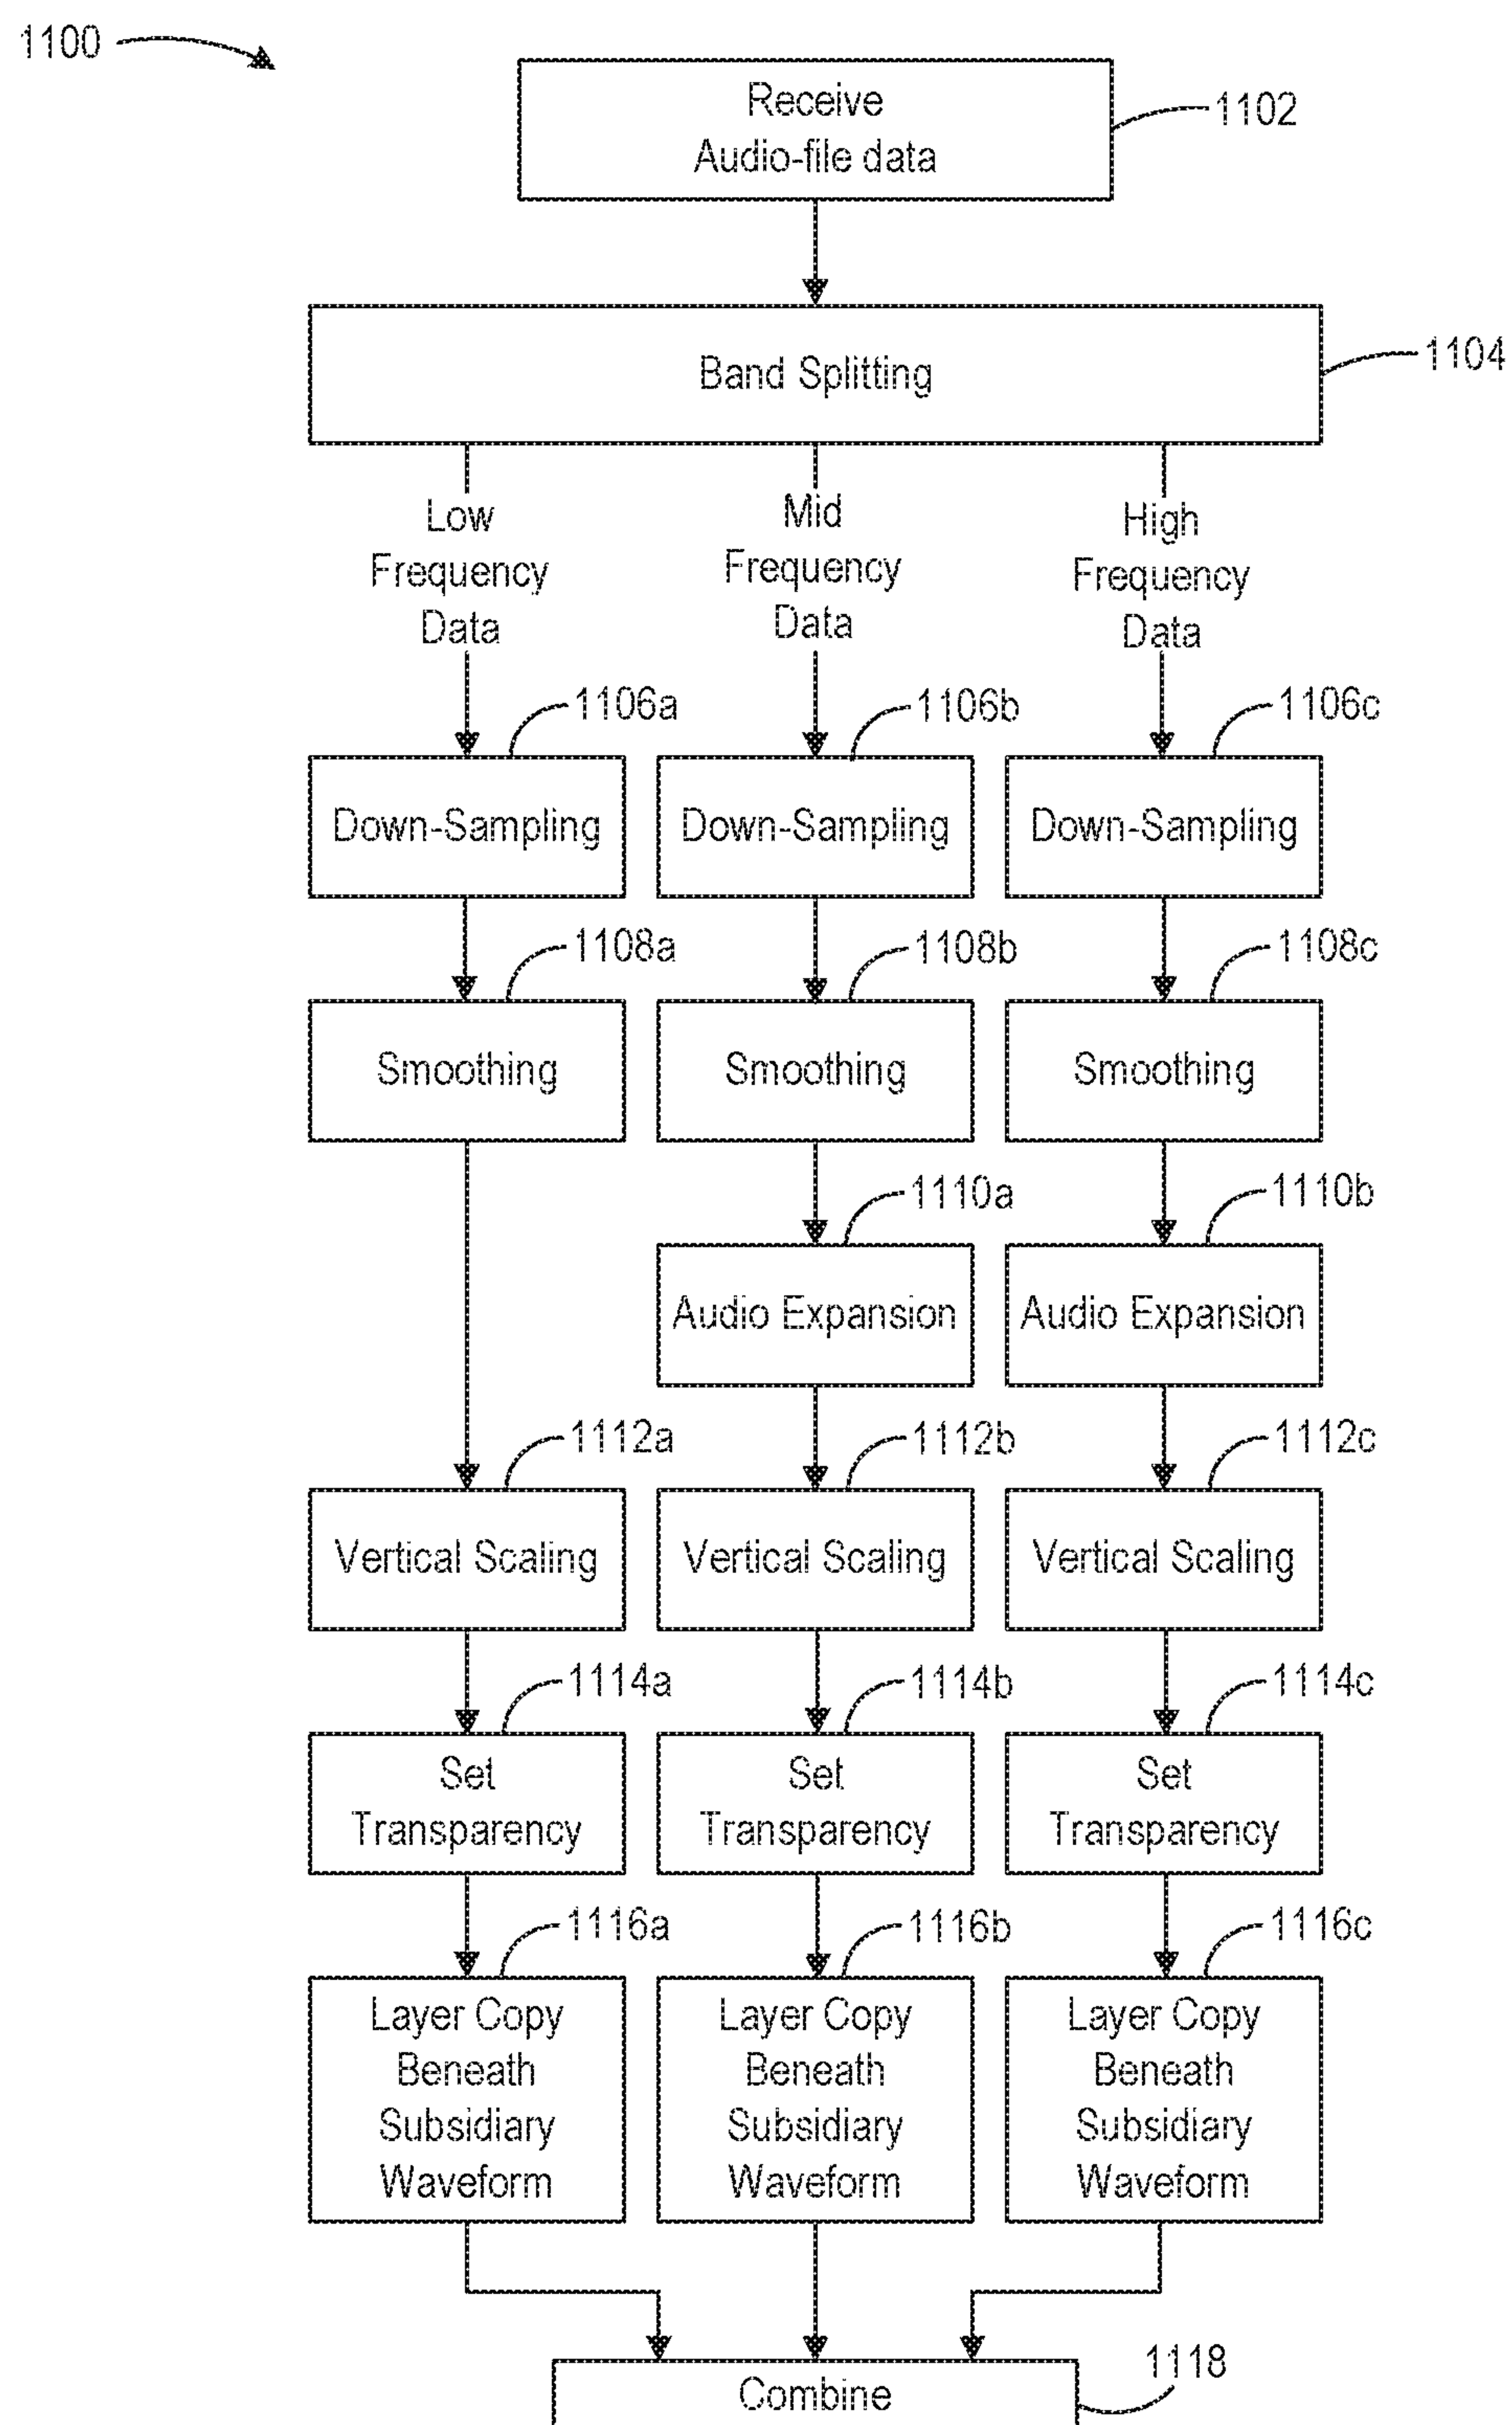 1100
Receive
Audio-file data
1102
Band Splitting
1104
Low
Frequency
Data
Mid
Frequency
Data
High
Frequency
Data
1106a
1106b
1106c
Down-Sampling
Down-Sampling
Down-Sampling
1108a
1108b
1108c
Smoothing
Smoothing
Smoothing
1110a
1110b
Audio Expansion
Audio Expansion
1112a
1112b
1112c
Vertical Scaling
Vertical Scaling
Vertical Scaling
1114a
1114b
1114c
Set
Transparency
Set
Transparency
Set
Transparency
1116a
1116b
1116c
Layer Copy
Beneath
Subsidiary
Waveform
Layer Copy
Beneath
Subsidiary
Waveform
Layer Copy
Beneath
Subsidiary
Waveform
1118
Combine